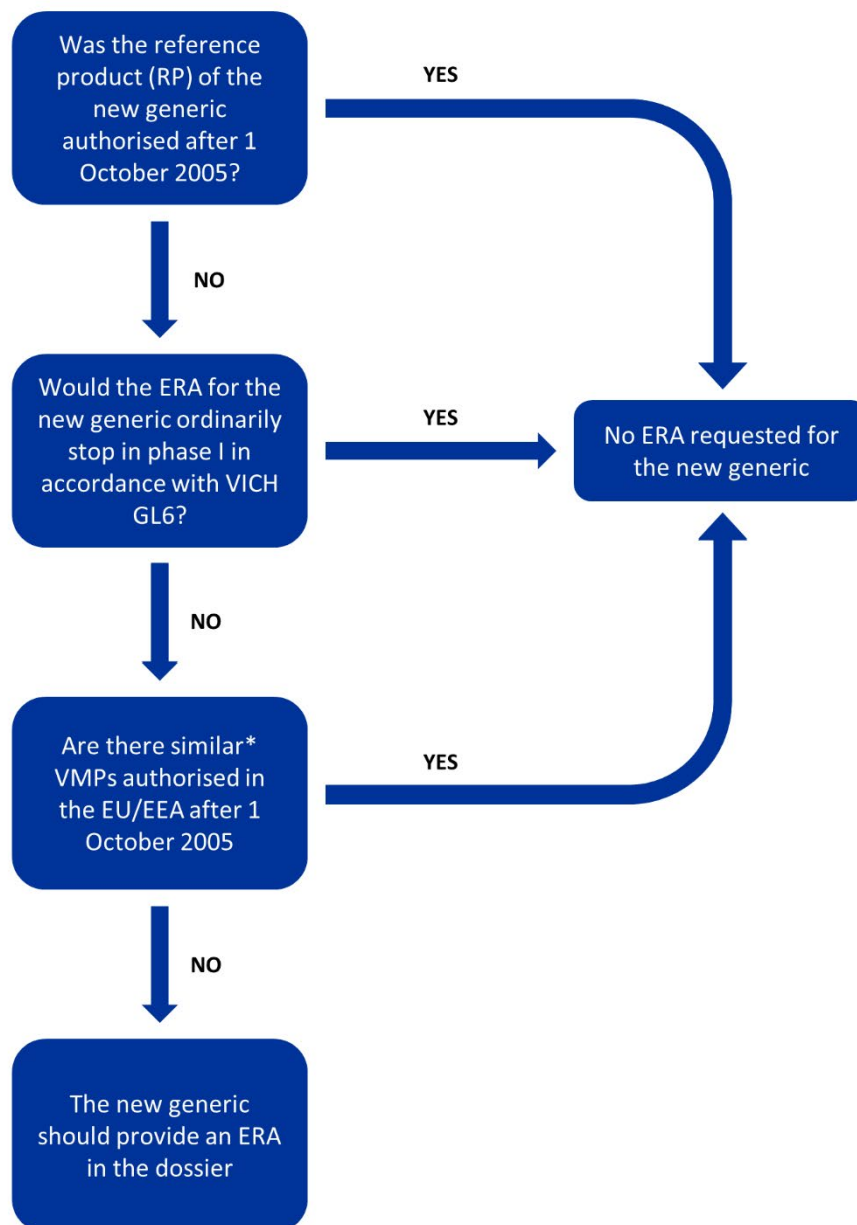 Was the reference
product (RP) of the
new generic
authorised after 1
October 2005?
YES
NO
Would the ERA for the
new generic ordinarily
stop in phase I in
accordance with VICH
GL6?
YES
No ERA requested for
the new generic
NO
Are there similar*
VMPs authorised in
the EU/EEA after 1
October 2005
YES
NO
The new generic
should provide an ERA
in the dossier